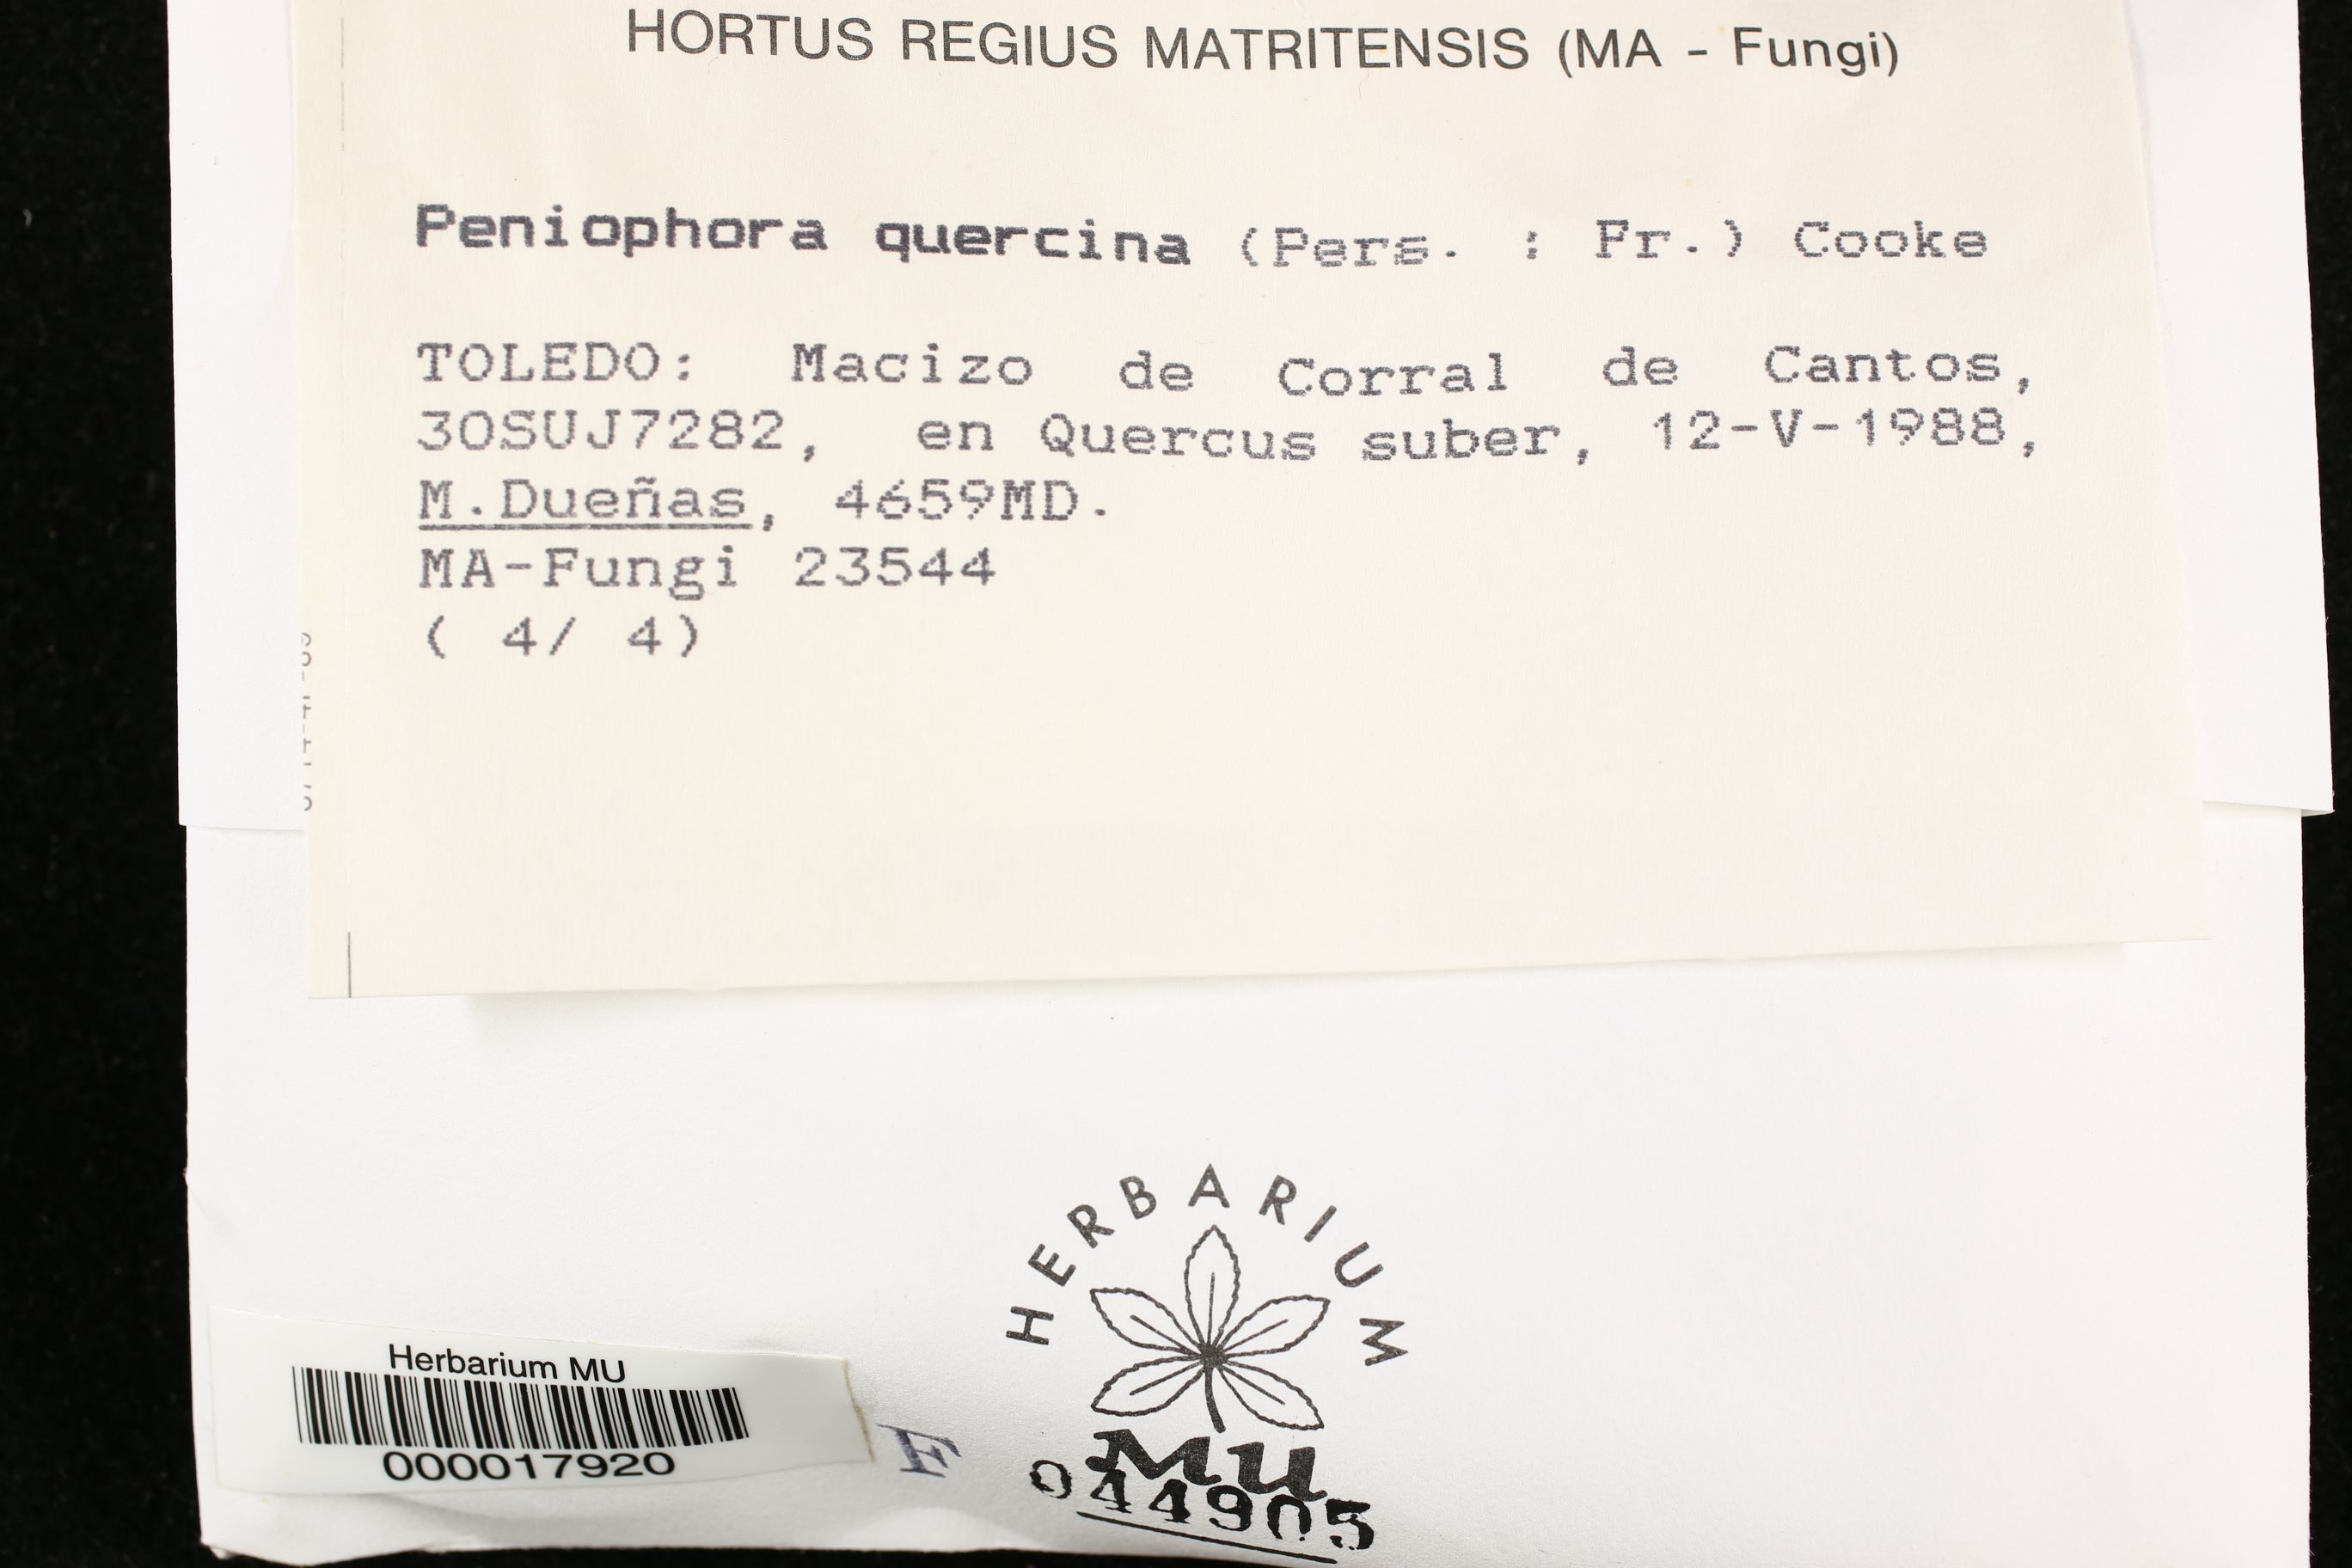 HORTUS REGIUS MATRITENSIS (MA - Fungi)
Peniophora quercina (Pers. : Fr.) Cooke
TOLEDO: Macizo de Corral de Cantos,
30SUJ7282, en Quercus suber, 12-V-1988,
M.Dueñas, 4659MD.
MA-Fungi 23544
( 4/ 4)
HERBARIUM
MU
044905
F
Herbarium MU
000017920